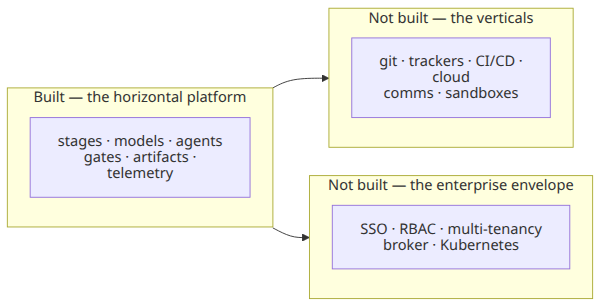 Not built — the verticals
git · trackers · CI/CD ·
cloud
comms · sandboxes
Built — the horizontal platform
stages · models · agents
gates · artifacts ·
telemetry
Not built — the enterprise envelope
SSO · RBAC · multi-tenancy
broker · Kubernetes